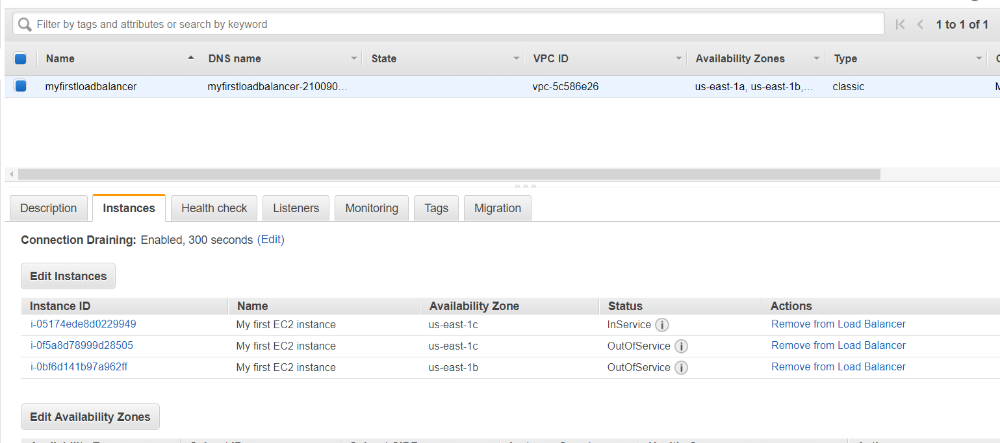 Filter by tags and attributes or search by keyword 1 to 1 of 1
Name DNS name State VPC ID Availability Zones Type
myfirstloadbalancer myfirstloadbalancer-210090… vpc-5c586e26 us-east-1a, us-east-1b,… classic
Description Instances Health check Listeners Monitoring Tags Migration
Connection Draining: Enabled, 300 seconds (Edit)
Edit Instances
Instance ID Name Availability Zone Status Actions
i-05174ede8d0229949 My first EC2 instance us-east-1c InService Remove from Load Balancer
i-0f5a8d78999d28505 My first EC2 instance us-east-1c OutOfService Remove from Load Balancer
i-0bf6d141b97a962ff My first EC2 instance us-east-1b OutOfService Remove from Load Balancer
Edit Availability Zones